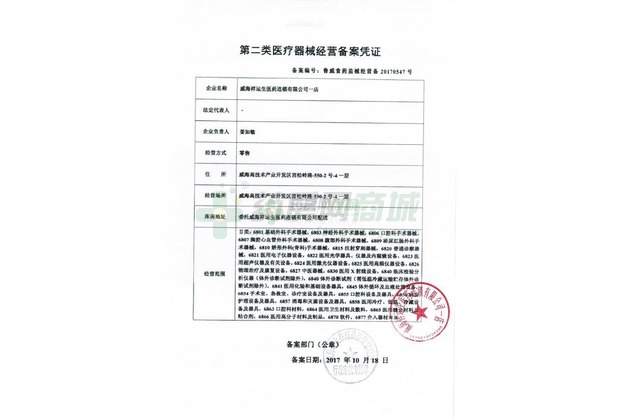 第二类医疗器械经营备案凭证
备案编号：鲁威食药监械经营备 20170547 号
企业名称 威海祥运生医药连锁有限公司一店
法定代表人 -
企业负责人 姜如敏
经营方式 零售
住 所 威海高技术产业开发区宫松岭路-550-2 号-4 一层
经营场所 威海高技术产业开发区宫松岭路-550-2 号-4 一层
库房地址 委托威海祥运生医药连锁有限公司配送
经营范围
II类：6801 基础外科手术器械，6803 神经外科手术器械，6806 口腔科手术器械，
6807 胸腔心血管外科手术器械，6808 腹部外科手术器械，6809 泌尿肛肠外科手
术器械，6810 矫形外科（骨科）手术器械，6815 注射穿刺器械，6820 普通诊察器
械，6821 医用电子仪器设备，6822 医用光学器具、仪器及内窥镜设备，6823 医
用超声仪器及有关设备，6824 医用激光仪器设备，6825 医用高频仪器设备，6826
物理治疗及康复设备，6827 中医器械，6830 医用 X 射线设备，6840 临床检验分
析仪器（体外诊断试剂除外），6840 体外诊断试剂（需低温冷藏运输贮存体外诊
断试剂除外），6841 医用化验和基础设备器具，6845 体外循环及血液处理设备，
6854 手术室、急救室、诊疗室设备及器具，6855 口腔科设备及器具，6856 病房
护理设备及器具，6857 消毒和灭菌设备及器具，6858 医用冷疗、低温、冷藏设
备及器具，6863 口腔科材料，6864 医用卫生材料及敷料，6865 医用缝合材料及
粘合剂，6866 医用高分子材料及制品，6870 软件，6877 介入器材***
备案部门（公章）
备案日期：2017 年 10 月 18 日
药 商城